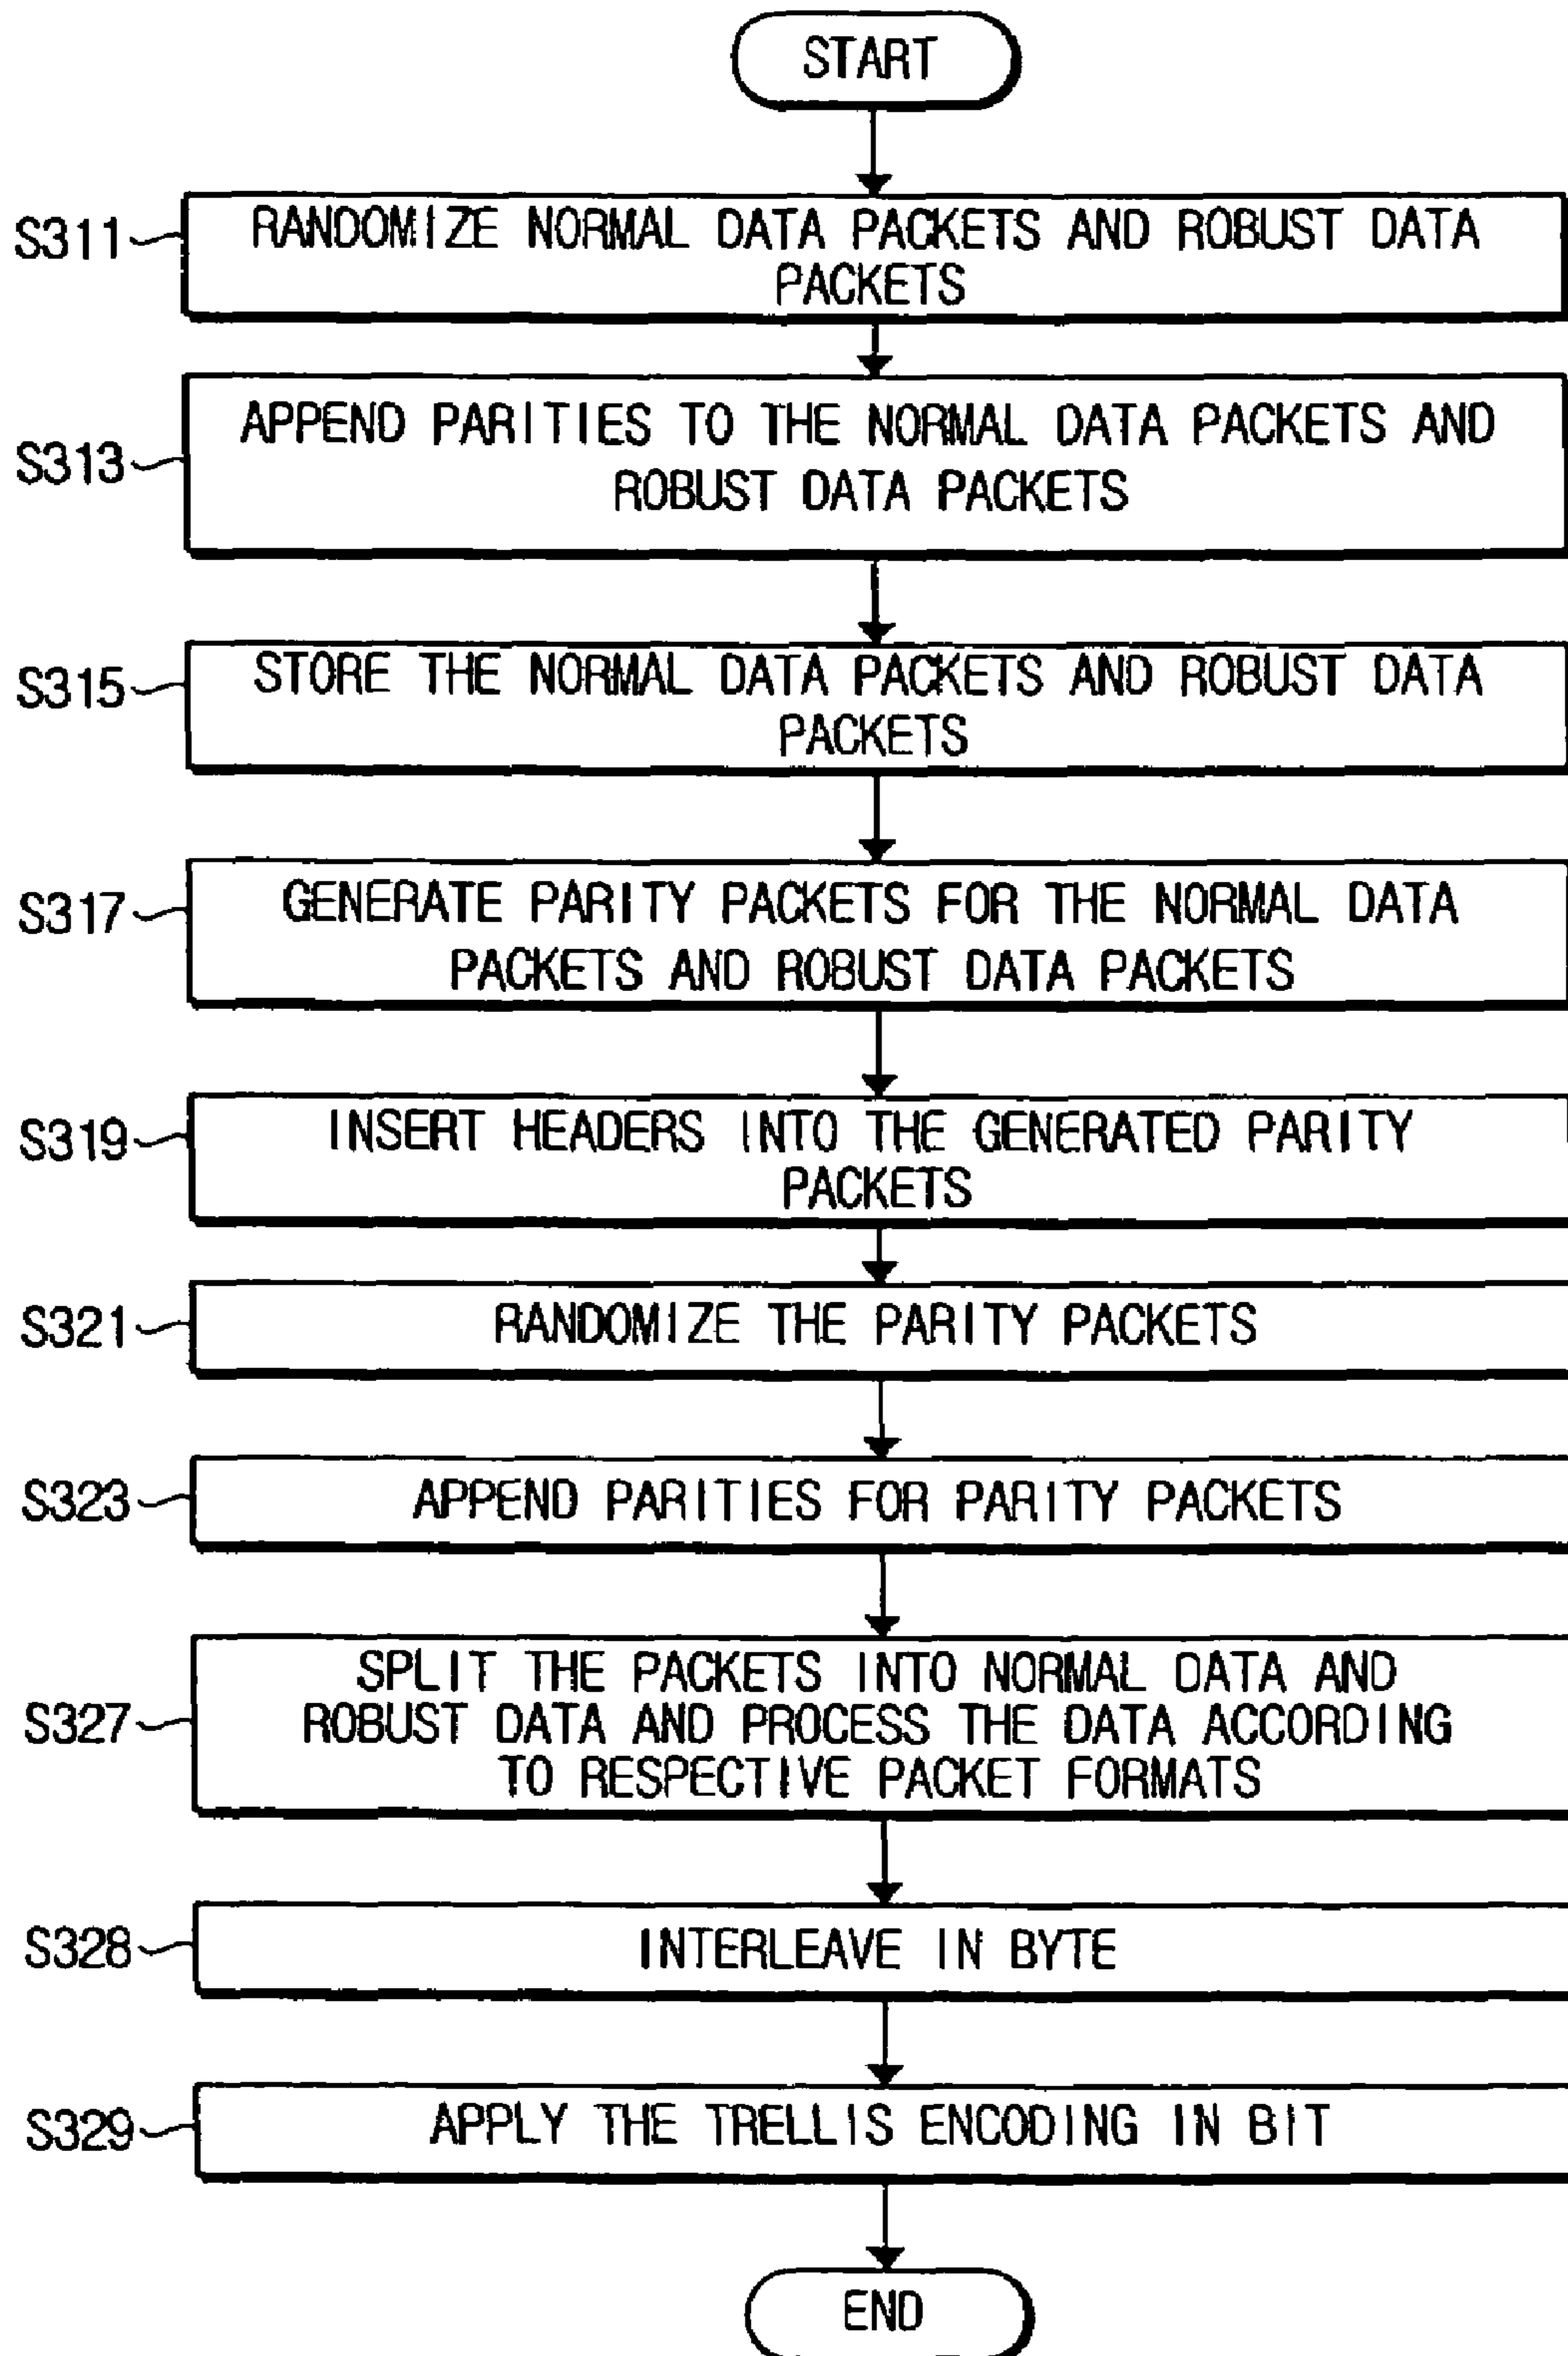 START
S311
RANDOMIZE NORMAL DATA PACKETS AND ROBUST DATA
PACKETS
S313
APPEND PARITIES TO THE NORMAL DATA PACKETS AND
ROBUST DATA PACKETS
S315
STORE THE NORMAL DATA PACKETS AND ROBUST DATA
PACKETS
S317
GENERATE PARITY PACKETS FOR THE NORMAL DATA
PACKETS AND ROBUST DATA PACKETS
S319
INSERT HEADERS INTO THE GENERATED PARITY
PACKETS
S321
RANDOMIZE THE PARITY PACKETS
S323
APPEND PARITIES FOR PARITY PACKETS
S327
SPLIT THE PACKETS INTO NORMAL DATA AND
ROBUST DATA AND PROCESS THE DATA ACCORDING
TO RESPECTIVE PACKET FORMATS
S328
INTERLEAVE IN BYTE
S329
APPLY THE TRELLIS ENCODING IN BIT
END